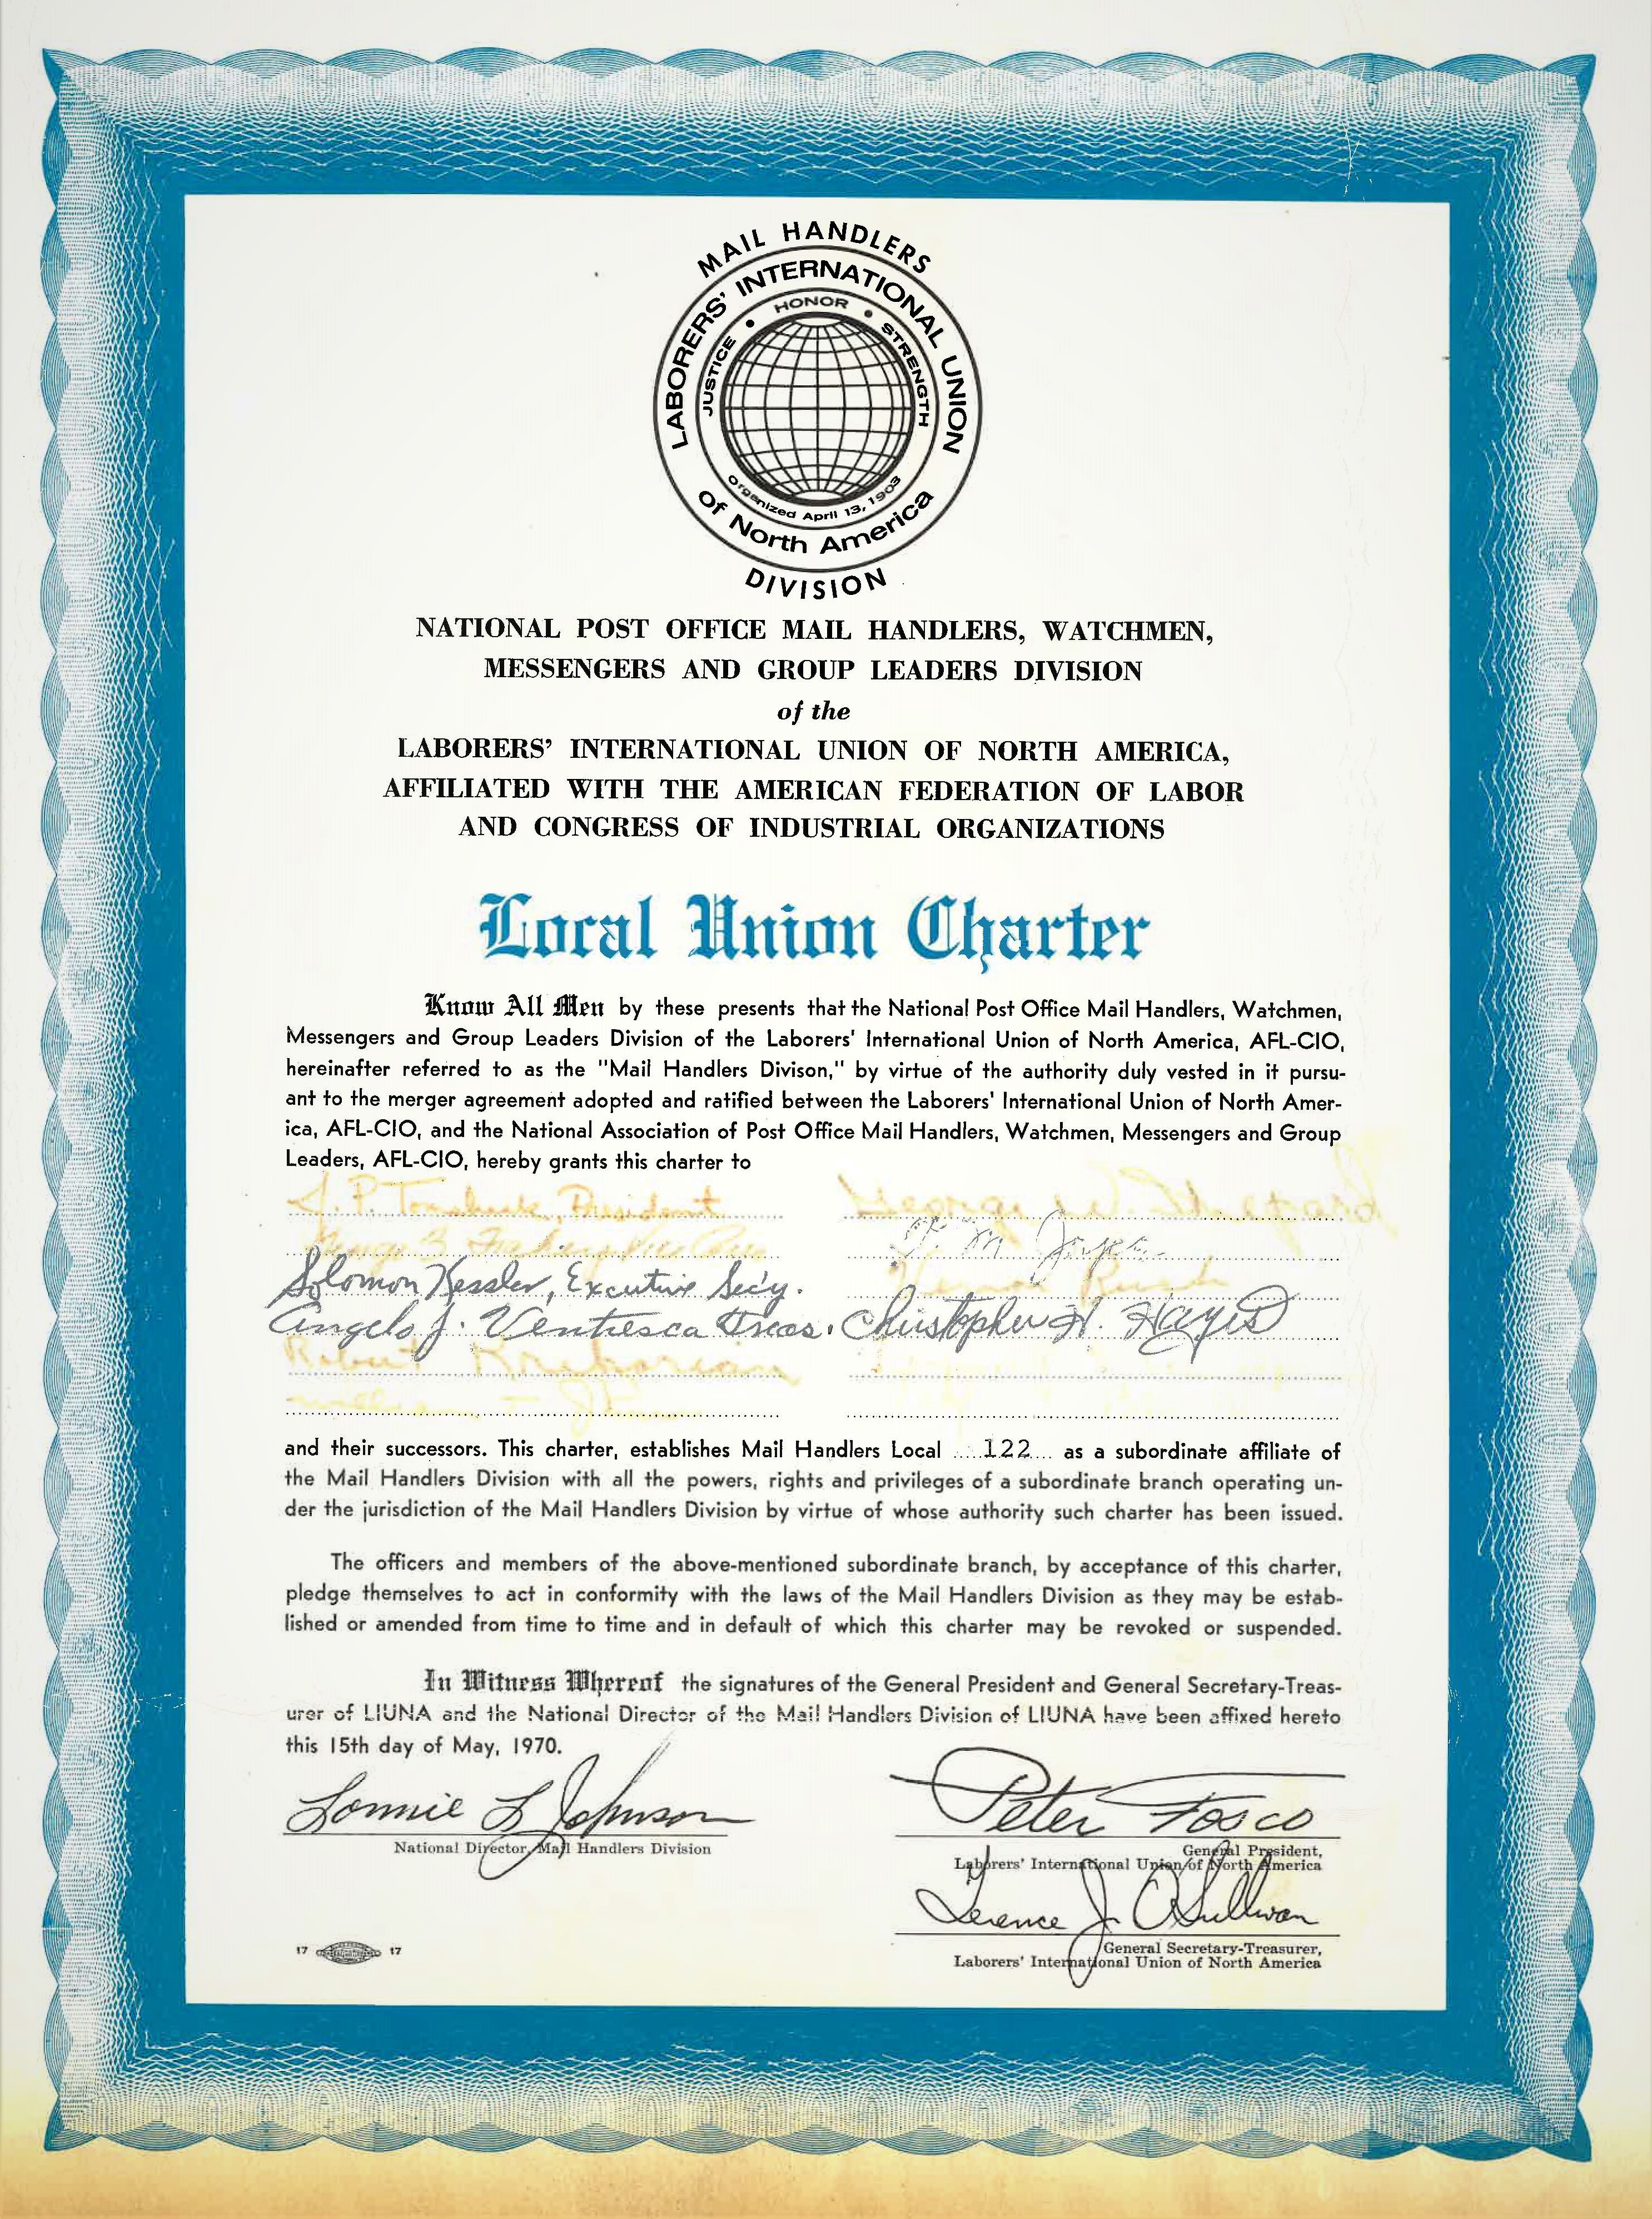 MAIL HANDLERS
LABORERS' INTERNATIONAL UNION
JUSTICE • HONOR • STRENGTH
Organized April 13, 1903
of North America
DIVISION
NATIONAL POST OFFICE MAIL HANDLERS, WATCHMEN,
MESSENGERS AND GROUP LEADERS DIVISION
of the
LABORERS' INTERNATIONAL UNION OF NORTH AMERICA,
AFFILIATED WITH THE AMERICAN FEDERATION OF LABOR
AND CONGRESS OF INDUSTRIAL ORGANIZATIONS
Local Union Charter
Know All Men by these presents that the National Post Office Mail Handlers, Watchmen,
Messengers and Group Leaders Division of the Laborers' International Union of North America, AFL-CIO,
hereinafter referred to as the "Mail Handlers Divison," by virtue of the authority duly vested in it pursu-
ant to the merger agreement adopted and ratified between the Laborers' International Union of North Amer-
ica, AFL-CIO, and the National Association of Post Office Mail Handlers, Watchmen, Messengers and Group
Leaders, AFL-CIO, hereby grants this charter to
J. P. President George W.
M. Joyce
Solomon Kessler, Executive Sec'y.
Angelo J. Ventresca Treas. Christopher H. Hayes
Robert
William
and their successors. This charter, establishes Mail Handlers Local 122 as a subordinate affiliate of
the Mail Handlers Division with all the powers, rights and privileges of a subordinate branch operating un-
der the jurisdiction of the Mail Handlers Division by virtue of whose authority such charter has been issued.
The officers and members of the above-mentioned subordinate branch, by acceptance of this charter,
pledge themselves to act in conformity with the laws of the Mail Handlers Division as they may be estab-
lished or amended from time to time and in default of which this charter may be revoked or suspended.
In Witness Whereof the signatures of the General President and General Secretary-Treas-
urer of LIUNA and the National Director of the Mail Handlers Division of LIUNA have been affixed hereto
this 15th day of May, 1970.
Lonnie L Johnson Peter Fosco
National Director, Mail Handlers Division General President,
Laborers' International Union of North America
Terence J. O'Sullivan
17 17 General Secretary-Treasurer,
Laborers' International Union of North America